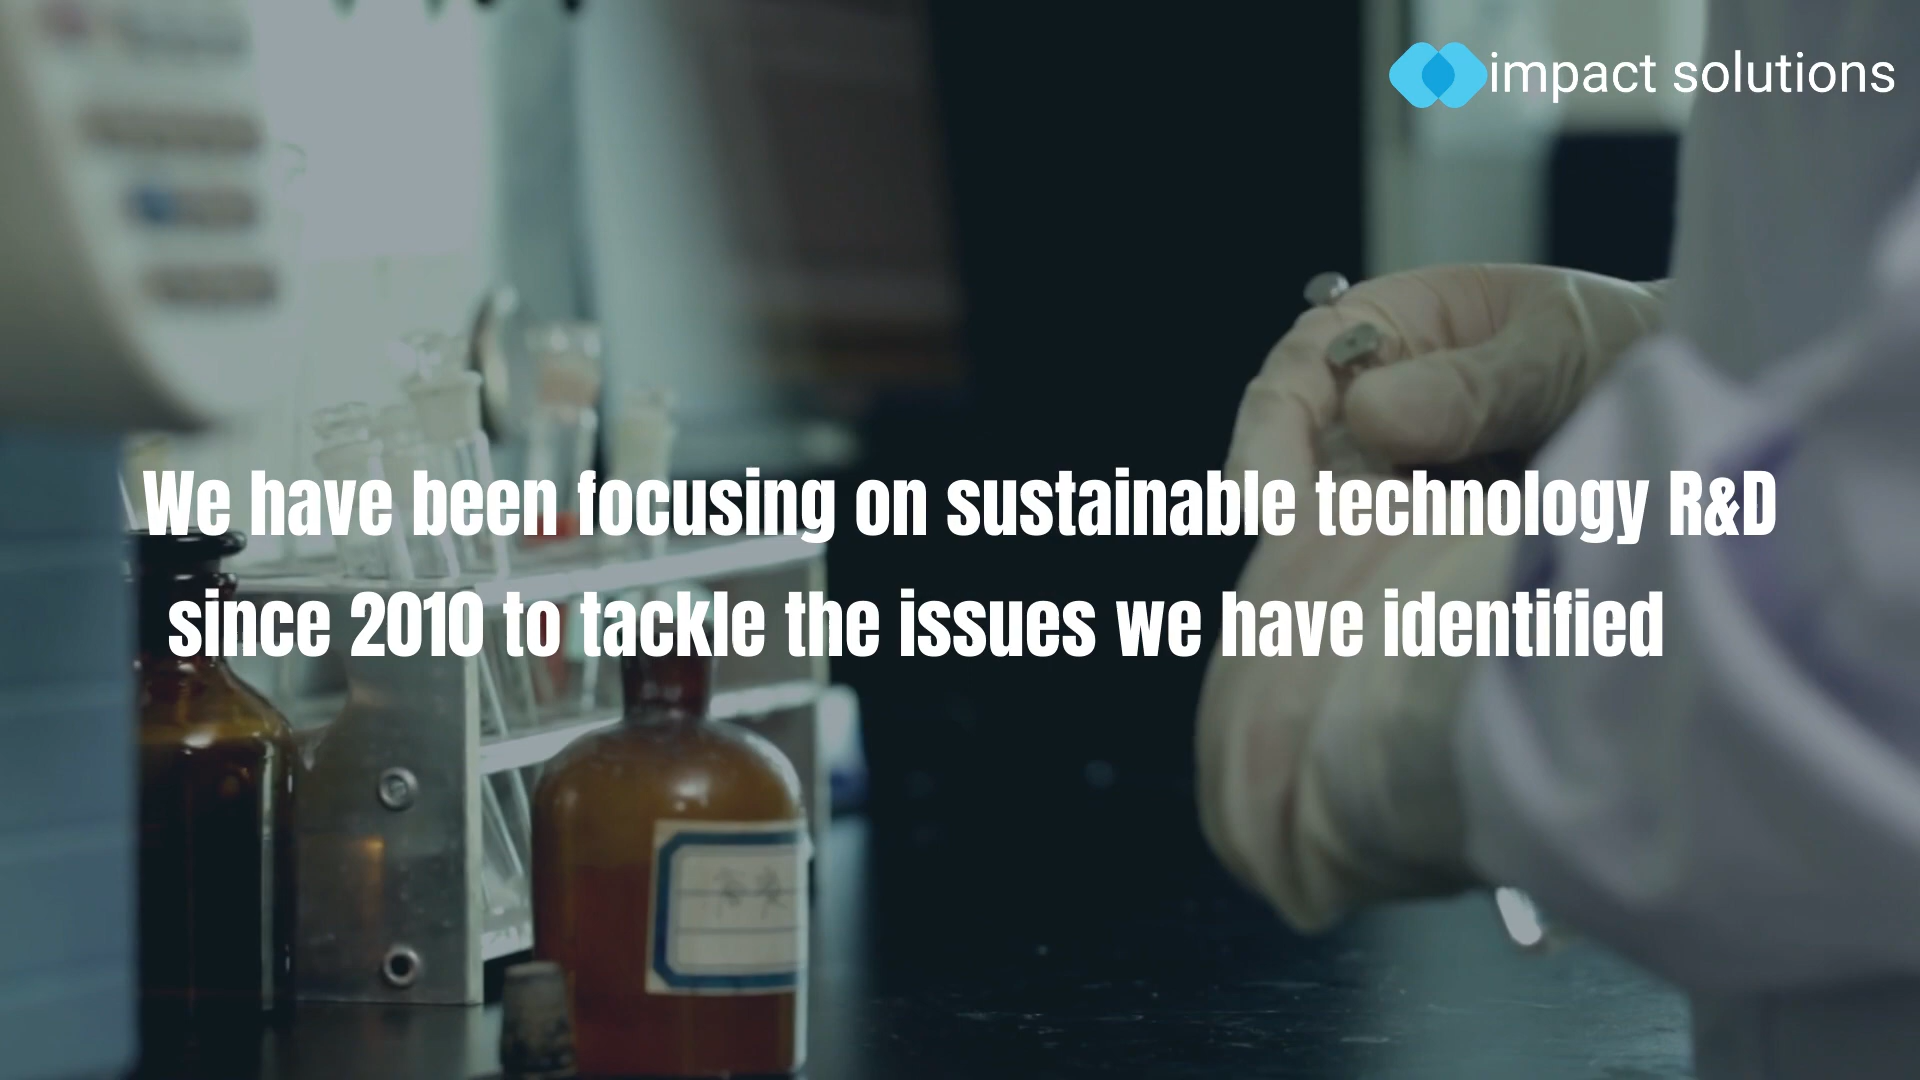 impact solutions
We have been focusing on sustainable technology R&D
since 2010 to tackle the issues we have identified